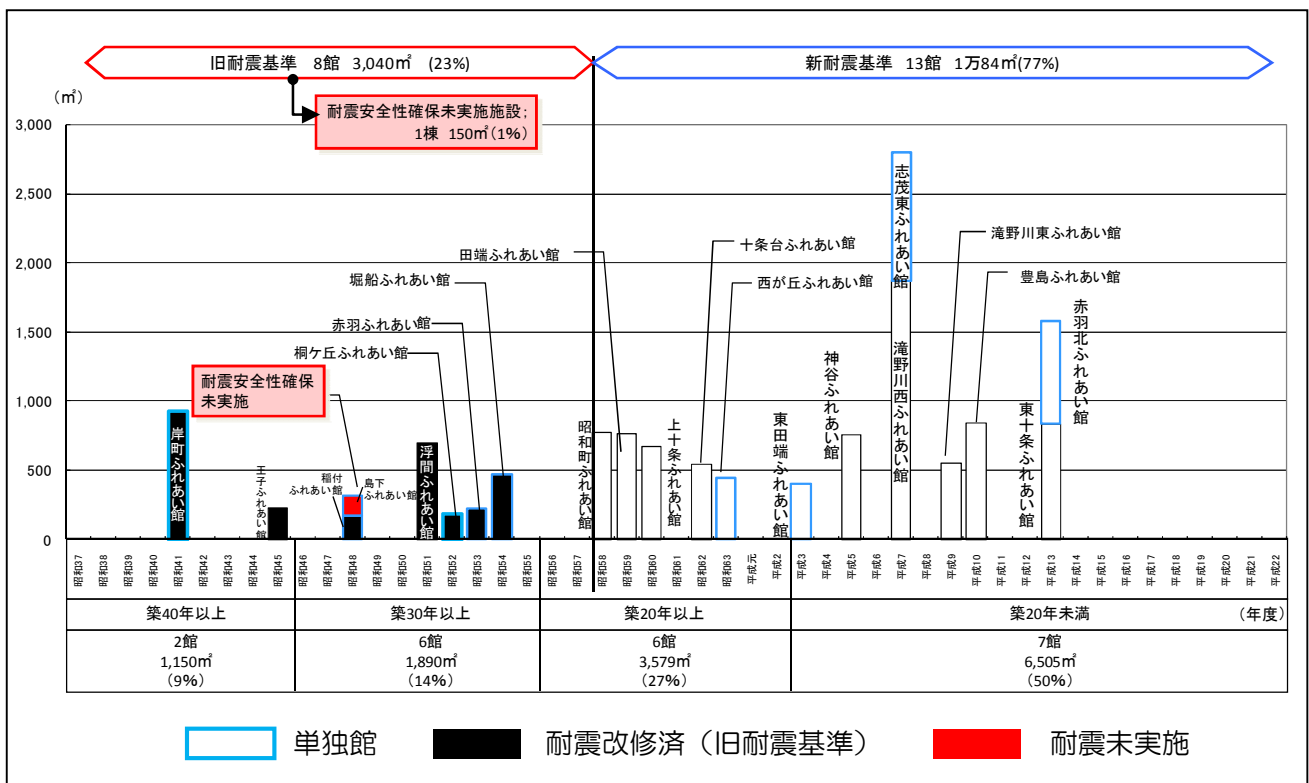 旧耐震基準 8館 3,040㎡ (23%)
新耐震基準 13館 1万84㎡(77%)
(㎡)
耐震安全性確保未実施施設;
1棟 150㎡(1%)
3,000
2,500
2,000
1,500
1,000
500
0
岸町ふれあい館
王子ふれあい館
耐震安全性確保
未実施
稲付
ふれあい館
島下
ふれあい館
浮間ふれあい館
桐ケ丘ふれあい館
赤羽ふれあい館
堀船ふれあい館
昭和町ふれあい館
田端ふれあい館
上十条ふれあい館
十条台ふれあい館
西が丘ふれあい館
東田端ふれあい館
神谷ふれあい館
志茂東ふれあい館
滝野川西ふれあい館
滝野川東ふれあい館
豊島ふれあい館
東十条ふれあい館
赤羽北ふれあい館
昭和37
昭和38
昭和39
昭和40
昭和41
昭和42
昭和43
昭和44
昭和45
昭和46
昭和47
昭和48
昭和49
昭和50
昭和51
昭和52
昭和53
昭和54
昭和55
昭和56
昭和57
昭和58
昭和59
昭和60
昭和61
昭和62
昭和63
平成元
平成2
平成3
平成4
平成5
平成6
平成7
平成8
平成9
平成10
平成11
平成12
平成13
平成14
平成15
平成16
平成17
平成18
平成19
平成20
平成21
平成22
築40年以上
築30年以上
築20年以上
築20年未満
(年度)
2館
1,150㎡
(9%)
6館
1,890㎡
(14%)
6館
3,579㎡
(27%)
7館
6,505㎡
(50%)
単独館
耐震改修済（旧耐震基準）
耐震未実施